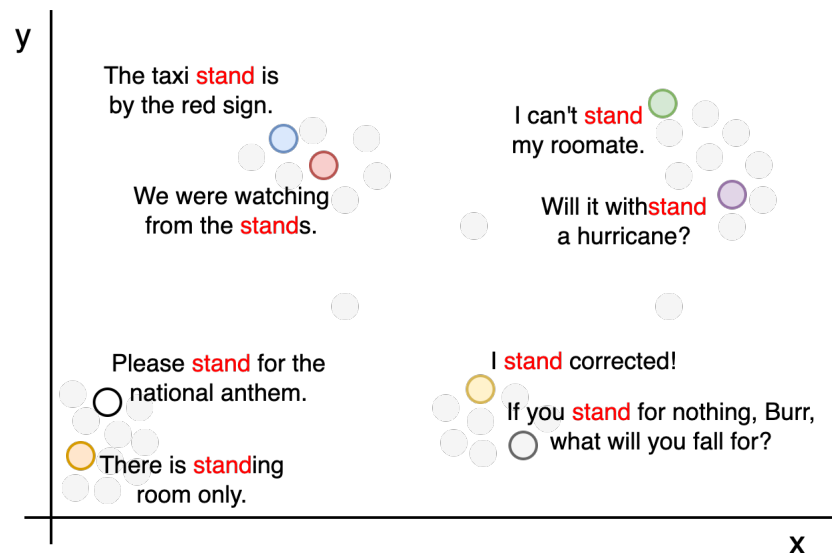 y
The taxi stand is
by the red sign.
We were watching
from the stands.
I can't stand
my roomate.
Will it withstand
a hurricane?
Please stand for the
national anthem.
There is standing
room only.
I stand corrected!
If you stand for nothing, Burr,
what will you fall for?
x